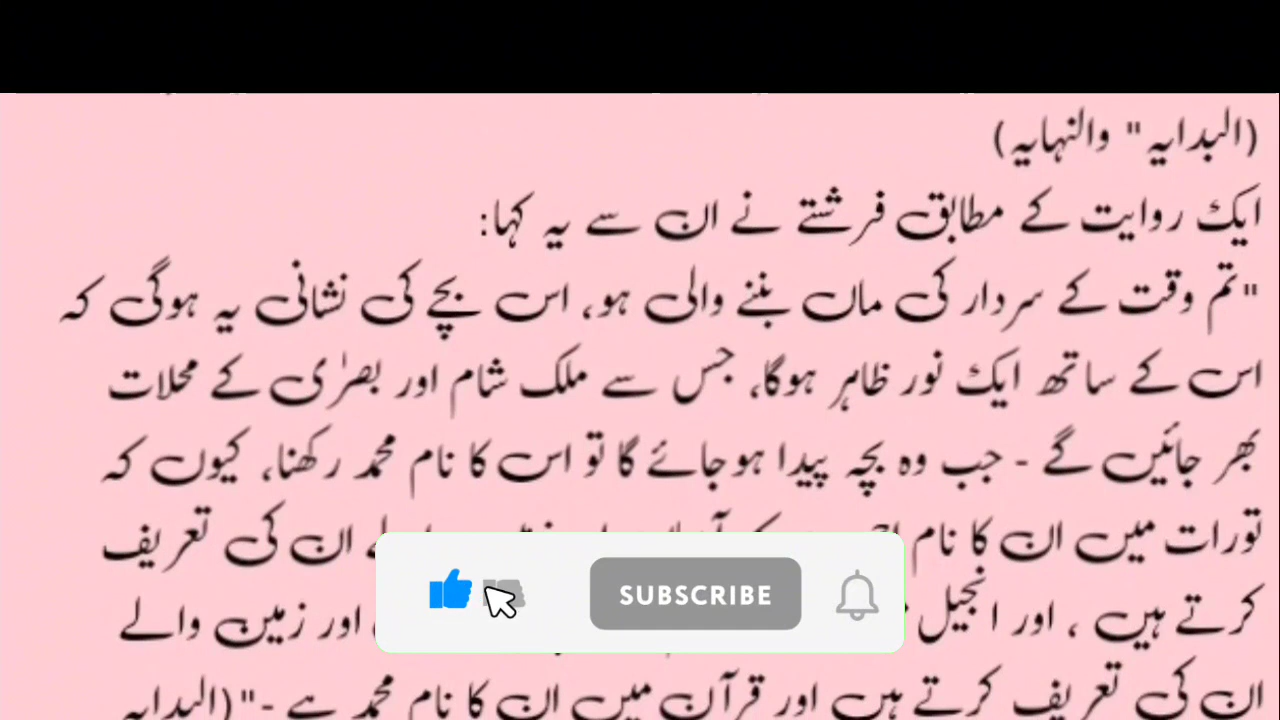 (البدایہ" والنہایہ)
ایک روایت کے مطابق فرشتے نے ان سے یہ کہا:
"تم وقت کے سردار کی ماں بننے والی ہو، اس بچے کی نشانی یہ ہوگی کہ
اس کے ساتھ ایک نور ظاہر ہوگا، جس سے ملک شام اور بصرٰی کے محلات
بھر جائیں گے - جب وہ بچہ پیدا ہوجائے گا تو اس کا نام محمد رکھنا، کیوں کہ
تورات میں ان کا نام ان کی تعریف
کرتے ہیں ، اور انجیل اور زمین والے
SUBSCRIBE
ان کی تعریف کرتے ہیں اور قرآن میں ان کا نام محمد ہے -"(البدایہ